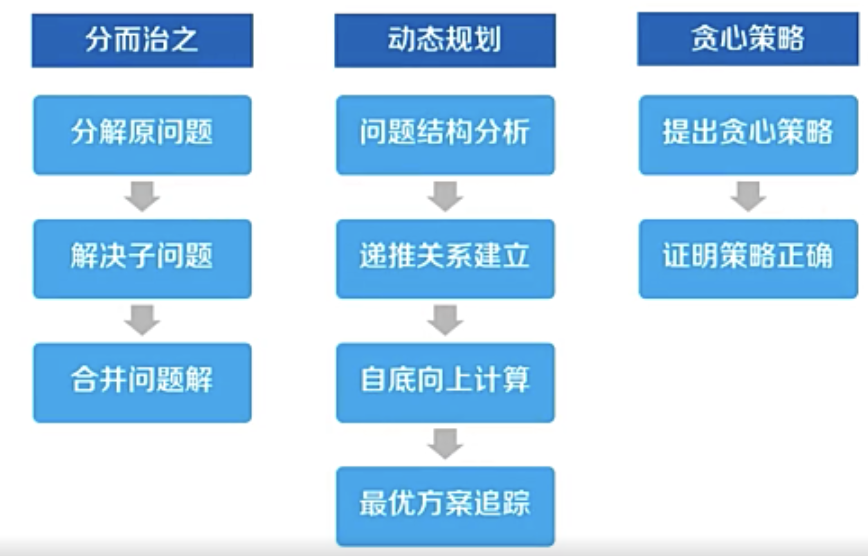 分而治之
分解原问题
解决子问题
合并问题解
动态规划
问题结构分析
递推关系建立
自底向上计算
最优方案追踪
贪心策略
提出贪心策略
证明策略正确